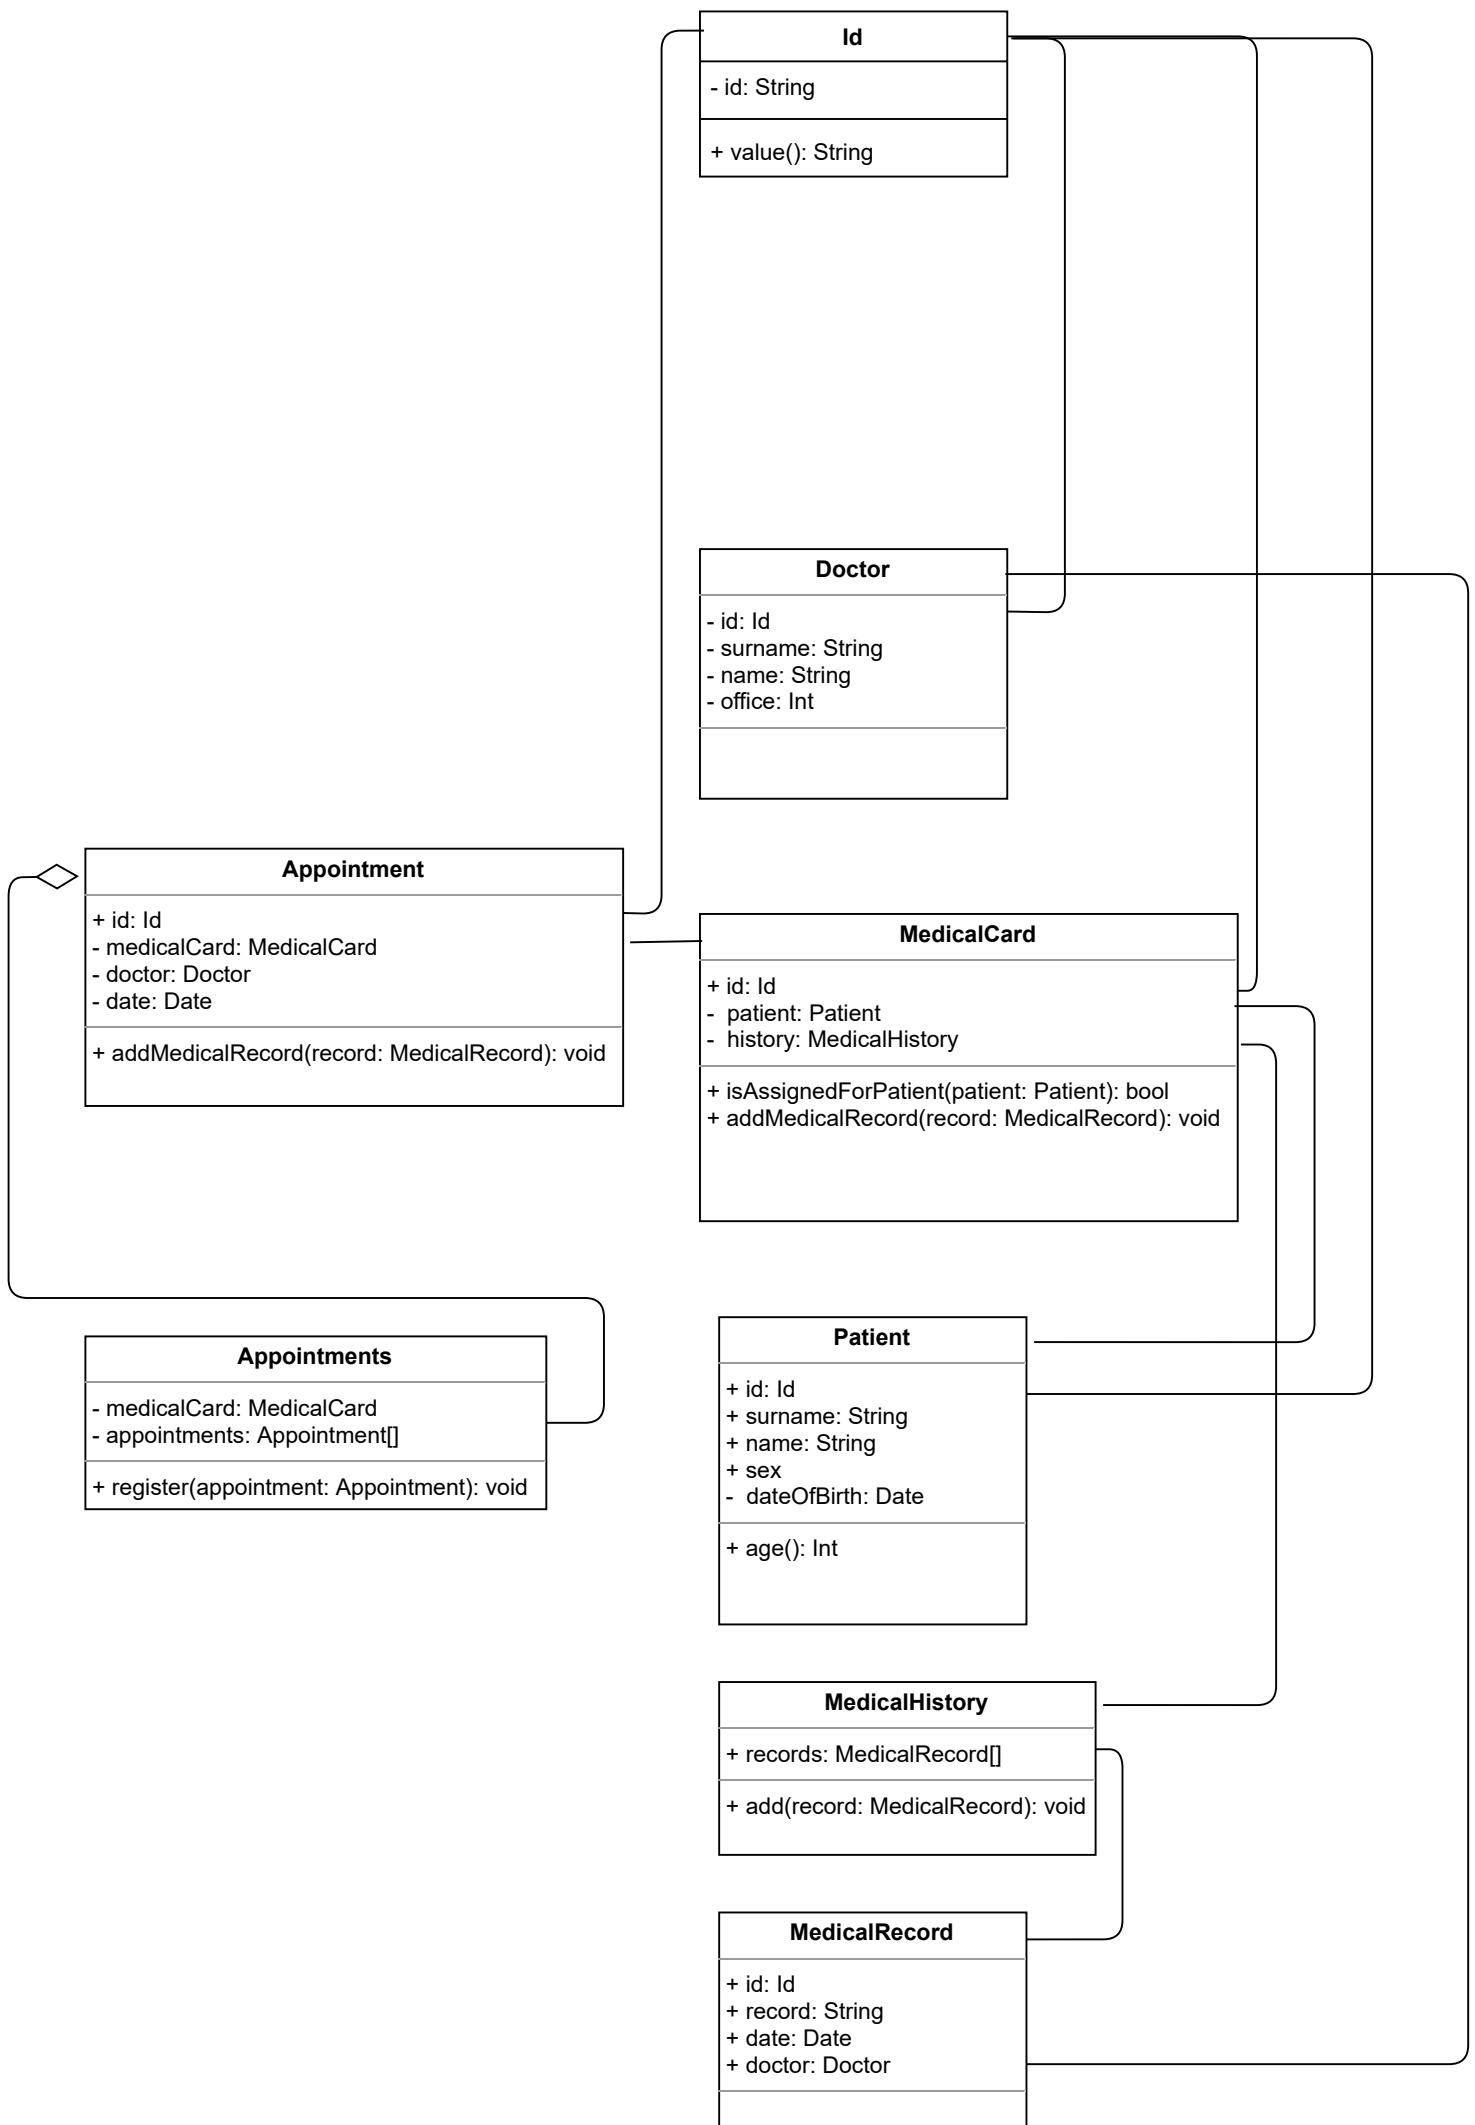 Id
- id: String
+ value(): String
Doctor
- id: Id
- surname: String
- name: String
- office: Int
Appointment
+ id: Id
- medicalCard: MedicalCard
- doctor: Doctor
- date: Date
+ addMedicalRecord(record: MedicalRecord): void
MedicalCard
+ id: Id
- patient: Patient
- history: MedicalHistory
+ isAssignedForPatient(patient: Patient): bool
+ addMedicalRecord(record: MedicalRecord): void
Appointments
- medicalCard: MedicalCard
- appointments: Appointment[]
+ register(appointment: Appointment): void
Patient
+ id: Id
+ surname: String
+ name: String
+ sex
- dateOfBirth: Date
+ age(): Int
MedicalHistory
+ records: MedicalRecord[]
+ add(record: MedicalRecord): void
MedicalRecord
+ id: Id
+ record: String
+ date: Date
+ doctor: Doctor